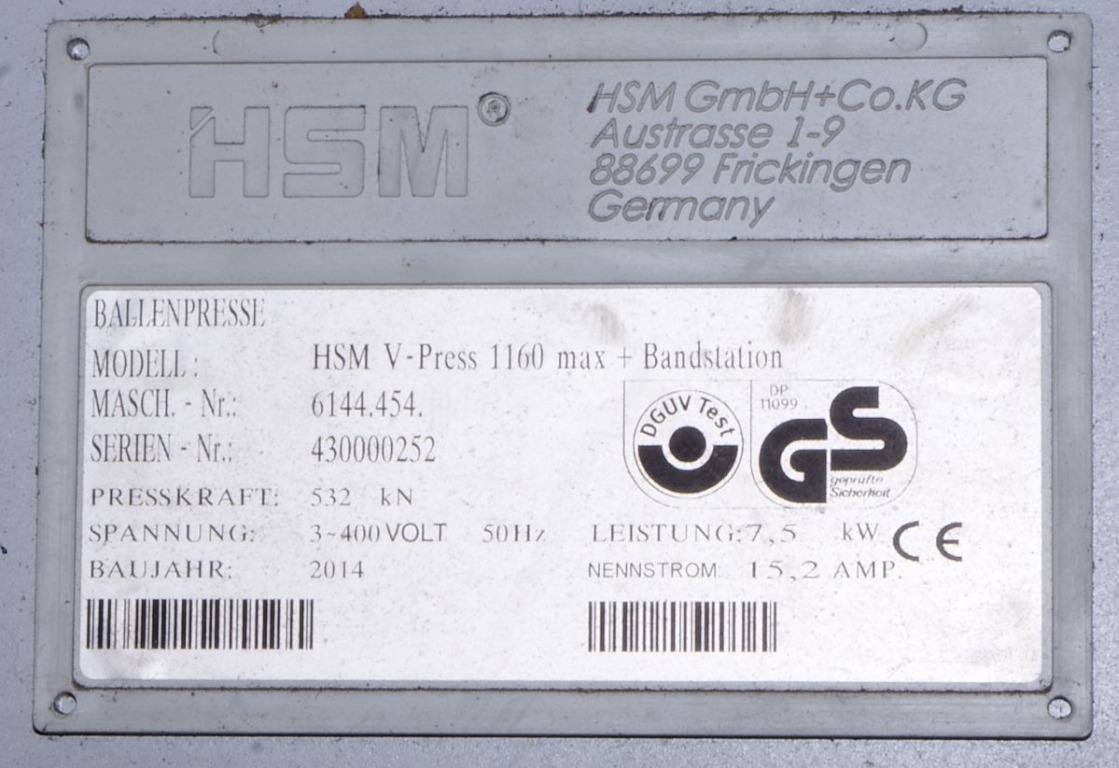 HSM®
HSM GmbH+Co.KG
Austrasse 1-9
88699 Frickingen
Germany
BALLENPRESSE
MODELL: HSM V-Press 1160 max + Bandstation
MASCH. - Nr.: 6144.454.
SERIEN - Nr.: 430000252
DGUV Test
DP
11099
GS
geprüfte
Sicherheit
PRESSKRAFT: 532 kN
SPANNUNG: 3~400 VOLT 50Hz LEISTUNG: 7,5 kW CE
BAUJAHR: 2014 NENNSTROM: 15,2 AMP.